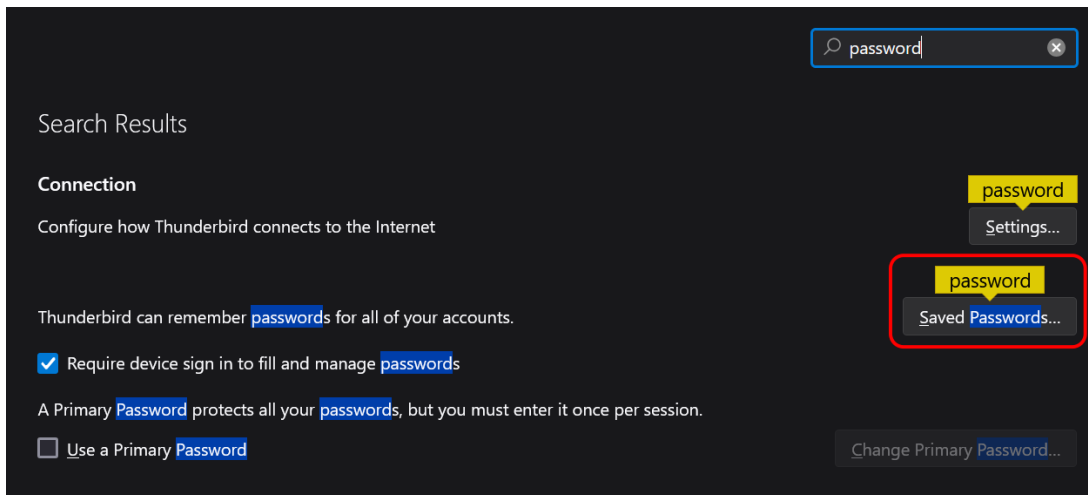 password
Search Results
Connection
password
Configure how Thunderbird connects to the Internet
Settings...
password
Thunderbird can remember passwords for all of your accounts.
Saved Passwords...
Require device sign in to fill and manage passwords
A Primary Password protects all your passwords, but you must enter it once per session.
Use a Primary Password
Change Primary Password...